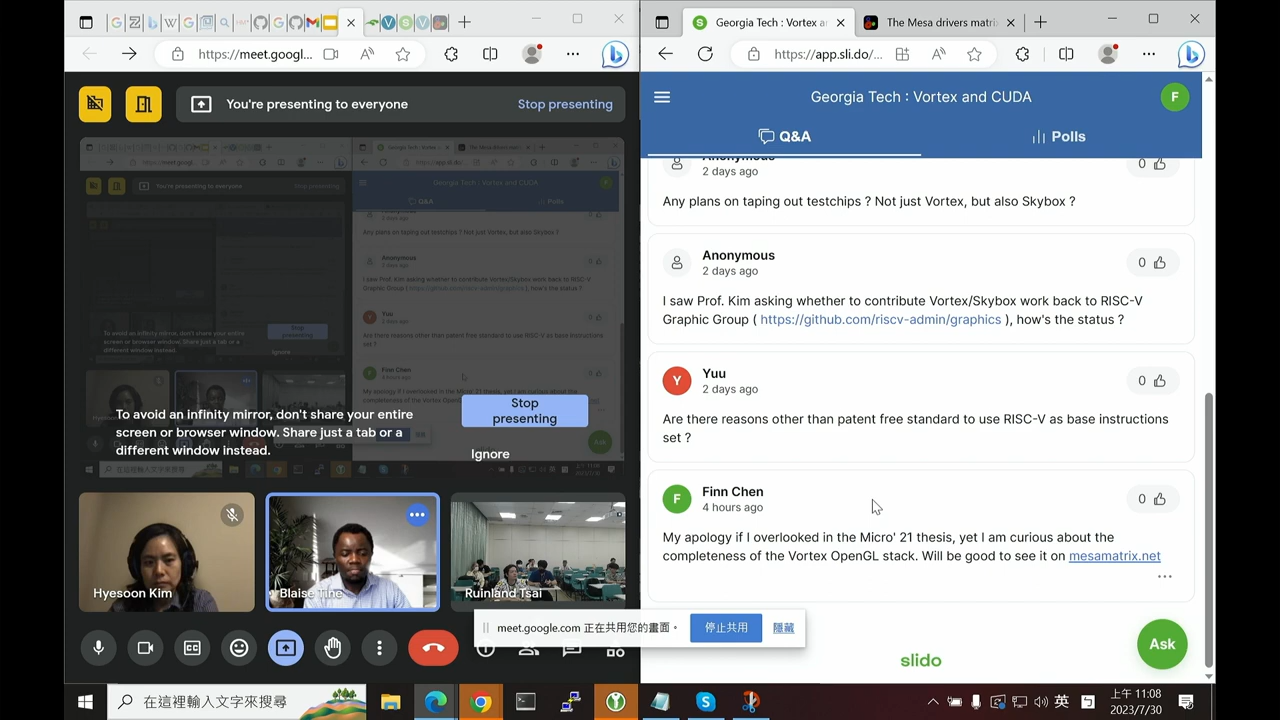 https://meet.googl...
You're presenting to everyone
Stop presenting
You're presenting to everyone
Stop presenting
To avoid an infinity mirror, don't share your entire
screen or browser window. Share just a tab or a
different window instead.
Stop
presenting
Ignore
Hyesoon Kim
Blaise Tine
Ruinland Tsai
meet.google.com 正在共用您的畫面。
停止共用
隱藏
在這裡輸入文字來搜尋
Georgia Tech : Vortex a
The Mesa drivers matri
https://app.sli.do/...
Georgia Tech : Vortex and CUDA
F
Q&A
Polls
Anonymous
2 days ago
0
Any plans on taping out testchips ? Not just Vortex, but also Skybox ?
Anonymous
2 days ago
0
I saw Prof. Kim asking whether to contribute Vortex/Skybox work back to RISC-V
Graphic Group ( https://github.com/riscv-admin/graphics ), how's the status ?
Y
Yuu
2 days ago
0
Are there reasons other than patent free standard to use RISC-V as base instructions
set ?
F
Finn Chen
4 hours ago
0
My apology if I overlooked in the Micro' 21 thesis, yet I am curious about the
completeness of the Vortex OpenGL stack. Will be good to see it on mesamatrix.net
Ask
slido
英
上午 11:08
2023/7/30